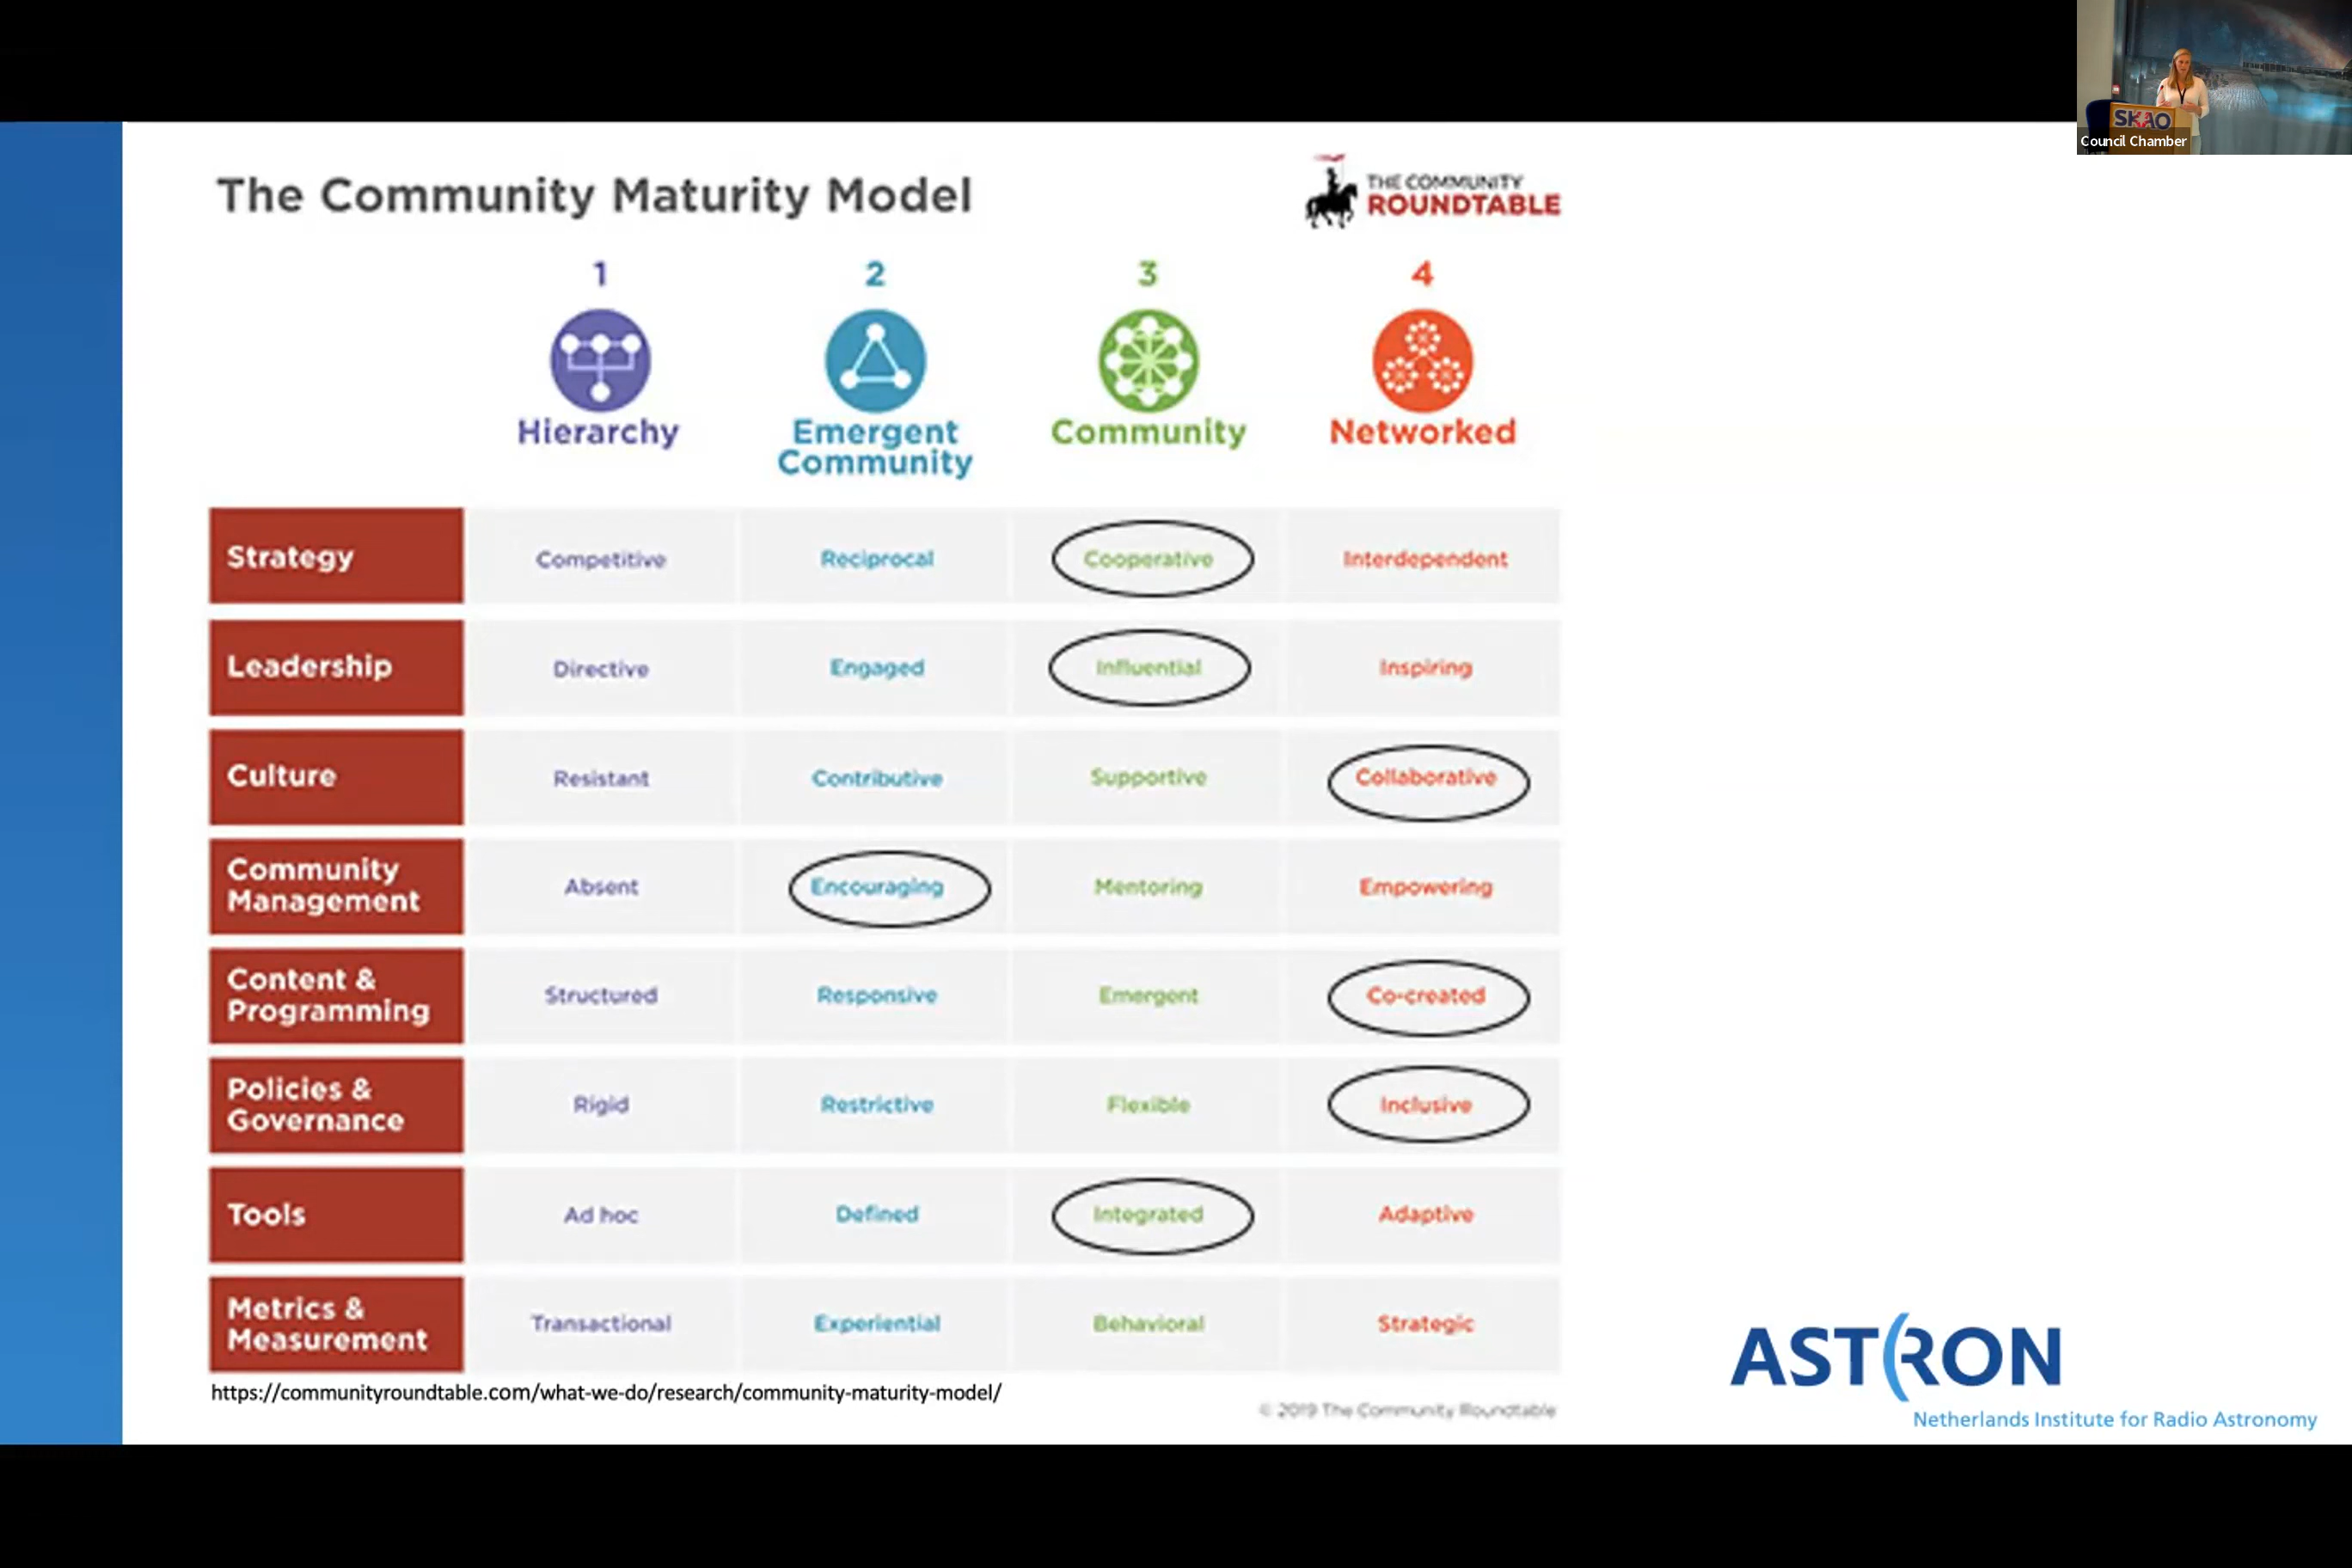 SKAO
Council Chamber
The Community Maturity Model
THE COMMUNITY
ROUNDTABLE
1 2 3 4
Hierarchy Emergent Community Networked
Community
Strategy Competitive Reciprocal Cooperative Interdependent
Leadership Directive Engaged Influential Inspiring
Culture Resistant Contributive Supportive Collaborative
Community
Management Absent Encouraging Mentoring Empowering
Content &
Programming Structured Responsive Emergent Co-created
Policies &
Governance Rigid Restrictive Flexible Inclusive
Tools Ad hoc Defined Integrated Adaptive
Metrics &
Measurement Transactional Experiential Behavioral Strategic
https://communityroundtable.com/what-we-do/research/community-maturity-model/
© 2019 The Community Roundtable
ASTRON
Netherlands Institute for Radio Astronomy